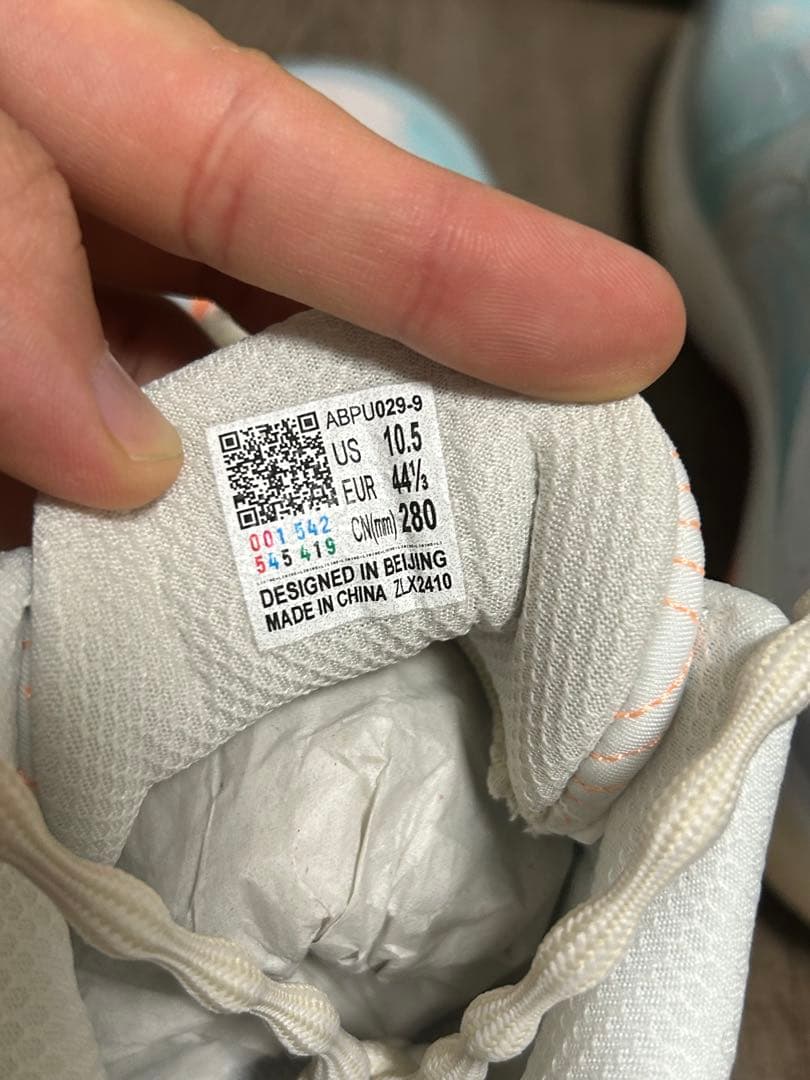 ABPU029-9
US 10.5
EUR 44⅓
CN(mm) 280
001 542
545 419
DESIGNED IN BEIJING
MADE IN CHINA ZLX2410